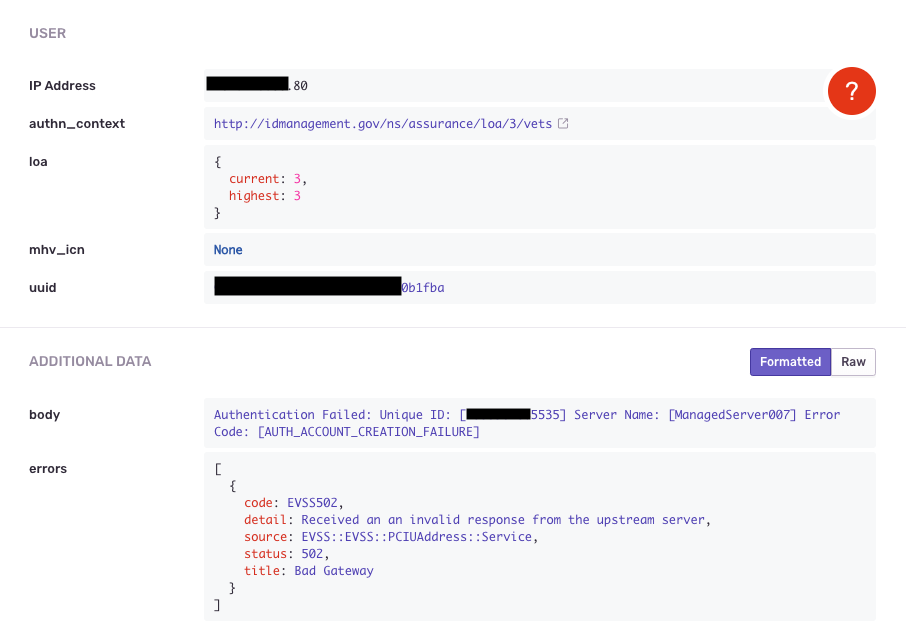 USER
IP Address
.80
?
authn_context
http://idmanagement.gov/ns/assurance/loa/3/vets
loa
{
current: 3,
highest: 3
}
mhv_icn
None
uuid
0b1fba
ADDITIONAL DATA
Formatted
Raw
body
Authentication Failed: Unique ID: [ 5535] Server Name: [ManagedServer007] Error
Code: [AUTH_ACCOUNT_CREATION_FAILURE]
errors
[
{
code: EVSS502,
detail: Received an an invalid response from the upstream server,
source: EVSS::EVSS::PCIUAddress::Service,
status: 502,
title: Bad Gateway
}
]